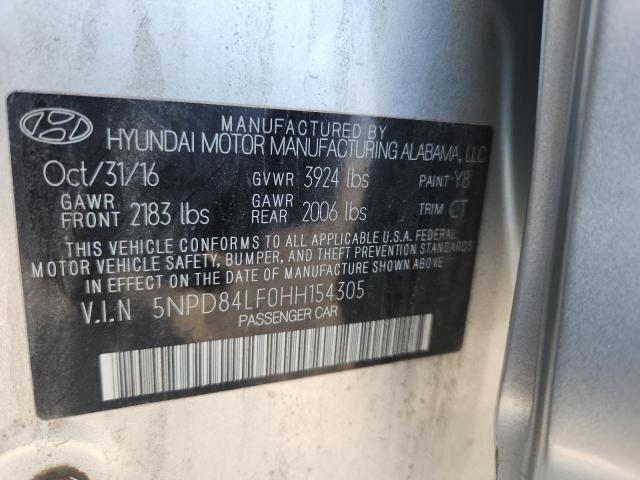 MANUFACTURED BY
HYUNDAI MOTOR MANUFACTURING ALABAMA, LLC
Oct/31/16 GVWR 3924 lbs PAINT Y8
GAWR FRONT 2183 lbs GAWR REAR 2006 lbs TRIM CT
THIS VEHICLE CONFORMS TO ALL APPLICABLE U.S.A. FEDERAL
MOTOR VEHICLE SAFETY, BUMPER, AND THEFT PREVENTION STANDARDS
IN EFFECT ON THE DATE OF MANUFACTURE SHOWN ABOVE.
V.I.N 5NPD84LF0HH154305
PASSENGER CAR